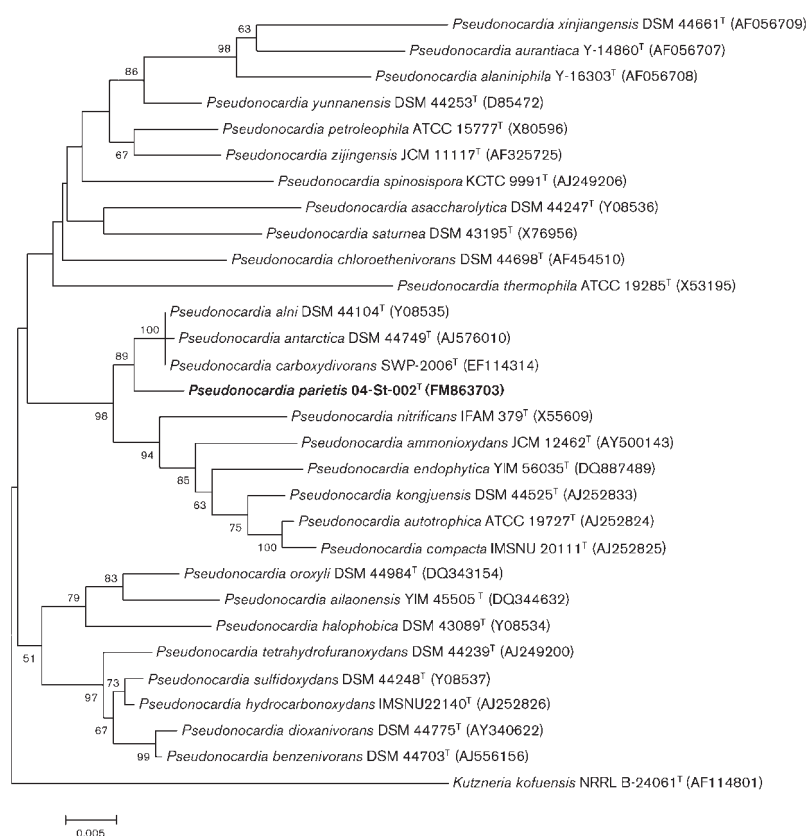 63
Pseudonocardia xinjiangensis DSM 44661ᵀ (AF056709)
98
Pseudonocardia aurantiaca Y-14860ᵀ (AF056707)
86
Pseudonocardia alaniniphila Y-16303ᵀ (AF056708)
Pseudonocardia yunnanensis DSM 44253ᵀ (D85472)
Pseudonocardia petroleophila ATCC 15777ᵀ (X80596)
67
Pseudonocardia zijingensis JCM 11117ᵀ (AF325725)
Pseudonocardia spinosispora KCTC 9991ᵀ (AJ249206)
Pseudonocardia asaccharolytica DSM 44247ᵀ (Y08536)
Pseudonocardia saturnea DSM 43195ᵀ (X76956)
Pseudonocardia chloroethenivorans DSM 44698ᵀ (AF454510)
Pseudonocardia thermophila ATCC 19285ᵀ (X53195)
Pseudonocardia alni DSM 44104ᵀ (Y08535)
100
Pseudonocardia antarctica DSM 44749ᵀ (AJ576010)
89
Pseudonocardia carboxydivorans SWP-2006ᵀ (EF114314)
Pseudonocardia parietis 04-St-002ᵀ (FM863703)
98
Pseudonocardia nitrificans IFAM 379ᵀ (X55609)
94
Pseudonocardia ammonioxydans JCM 12462ᵀ (AY500143)
85
Pseudonocardia endophytica YIM 56035ᵀ (DQ887489)
63
Pseudonocardia kongjuensis DSM 44525ᵀ (AJ252833)
75
Pseudonocardia autotrophica ATCC 19727ᵀ (AJ252824)
100
Pseudonocardia compacta IMSNU 20111ᵀ (AJ252825)
83
Pseudonocardia oroxyli DSM 44984ᵀ (DQ343154)
79
Pseudonocardia ailaonensis YIM 45505ᵀ (DQ344632)
Pseudonocardia halophobica DSM 43089ᵀ (Y08534)
51
Pseudonocardia tetrahydrofuranoxydans DSM 44239ᵀ (AJ249200)
73
Pseudonocardia sulfidoxydans DSM 44248ᵀ (Y08537)
97
Pseudonocardia hydrocarbonoxydans IMSNU22140ᵀ (AJ252826)
67
Pseudonocardia dioxanivorans DSM 44775ᵀ (AY340622)
99
Pseudonocardia benzenivorans DSM 44703ᵀ (AJ556156)
Kutzneria kofuensis NRRL B-24061ᵀ (AF114801)
0.005